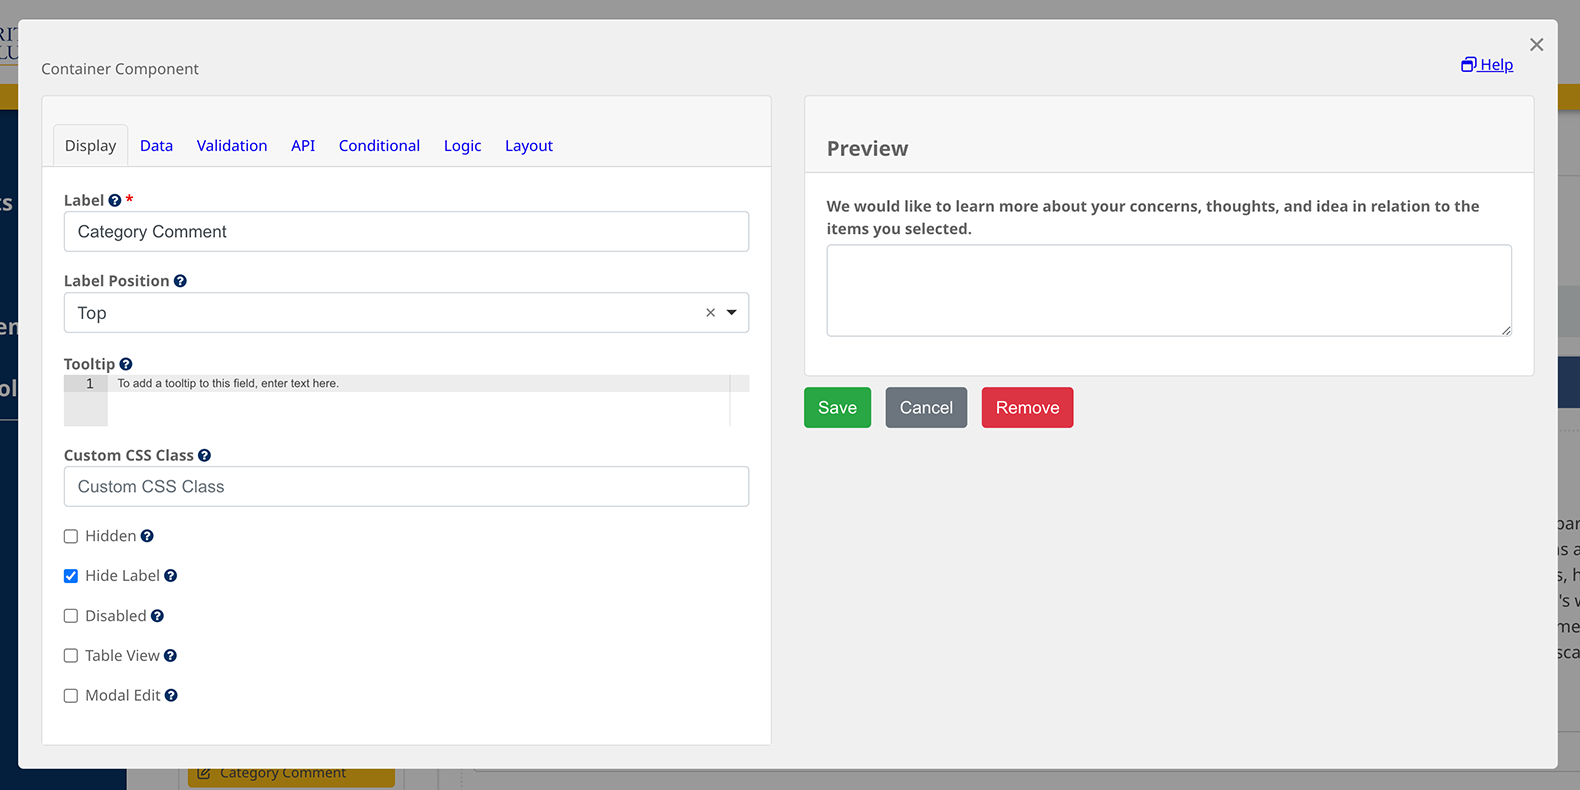 Container Component
Help
Display Data Validation API Conditional Logic Layout
Label *
Category Comment
Label Position
Top
Tooltip
1 To add a tooltip to this field, enter text here.
Custom CSS Class
Custom CSS Class
Hidden
Hide Label
Disabled
Table View
Modal Edit
Preview
We would like to learn more about your concerns, thoughts, and idea in relation to the
items you selected.
Save Cancel Remove
Category Comment